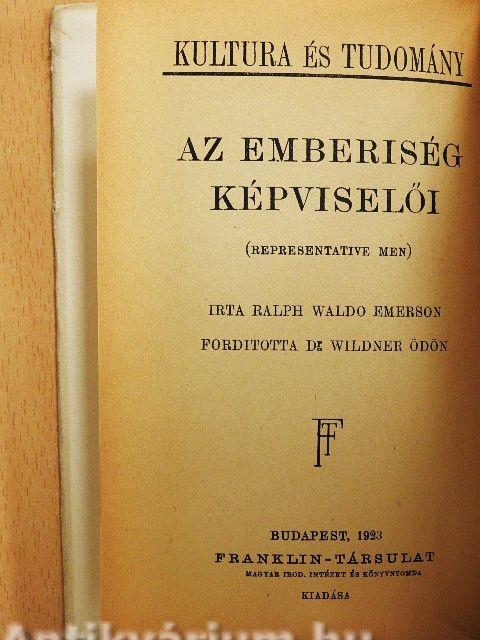 KULTURA ÉS TUDOMÁNY
AZ EMBERISÉG
KÉPVISELŐI
(REPRESENTATIVE MEN)
IRTA RALPH WALDO EMERSON
FORDITOTTA DR WILDNER ÖDÖN
FT
BUDAPEST, 1923
FRANKLIN-TÁRSULAT
MAGYAR IROD. INTÉZET ÉS KÖNYVNYOMDA
KIADÁSA
Antikvárium.hu